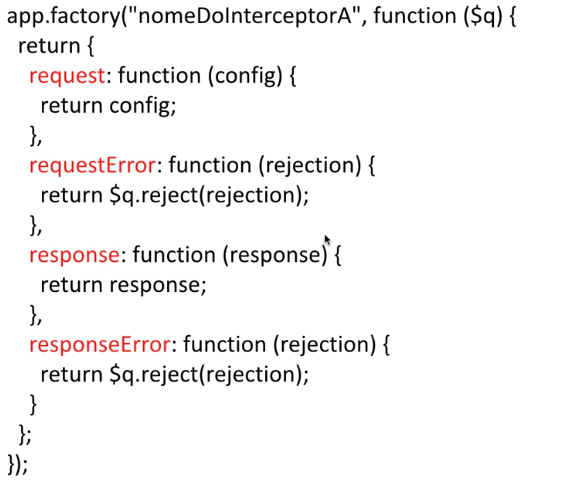 app.factory("nomeDoInterceptorA", function ($q) {
return {
request: function (config) {
return config;
},
requestError: function (rejection) {
return $q.reject(rejection);
},
response: function (response) {
return response;
},
responseError: function (rejection) {
return $q.reject(rejection);
}
};
});